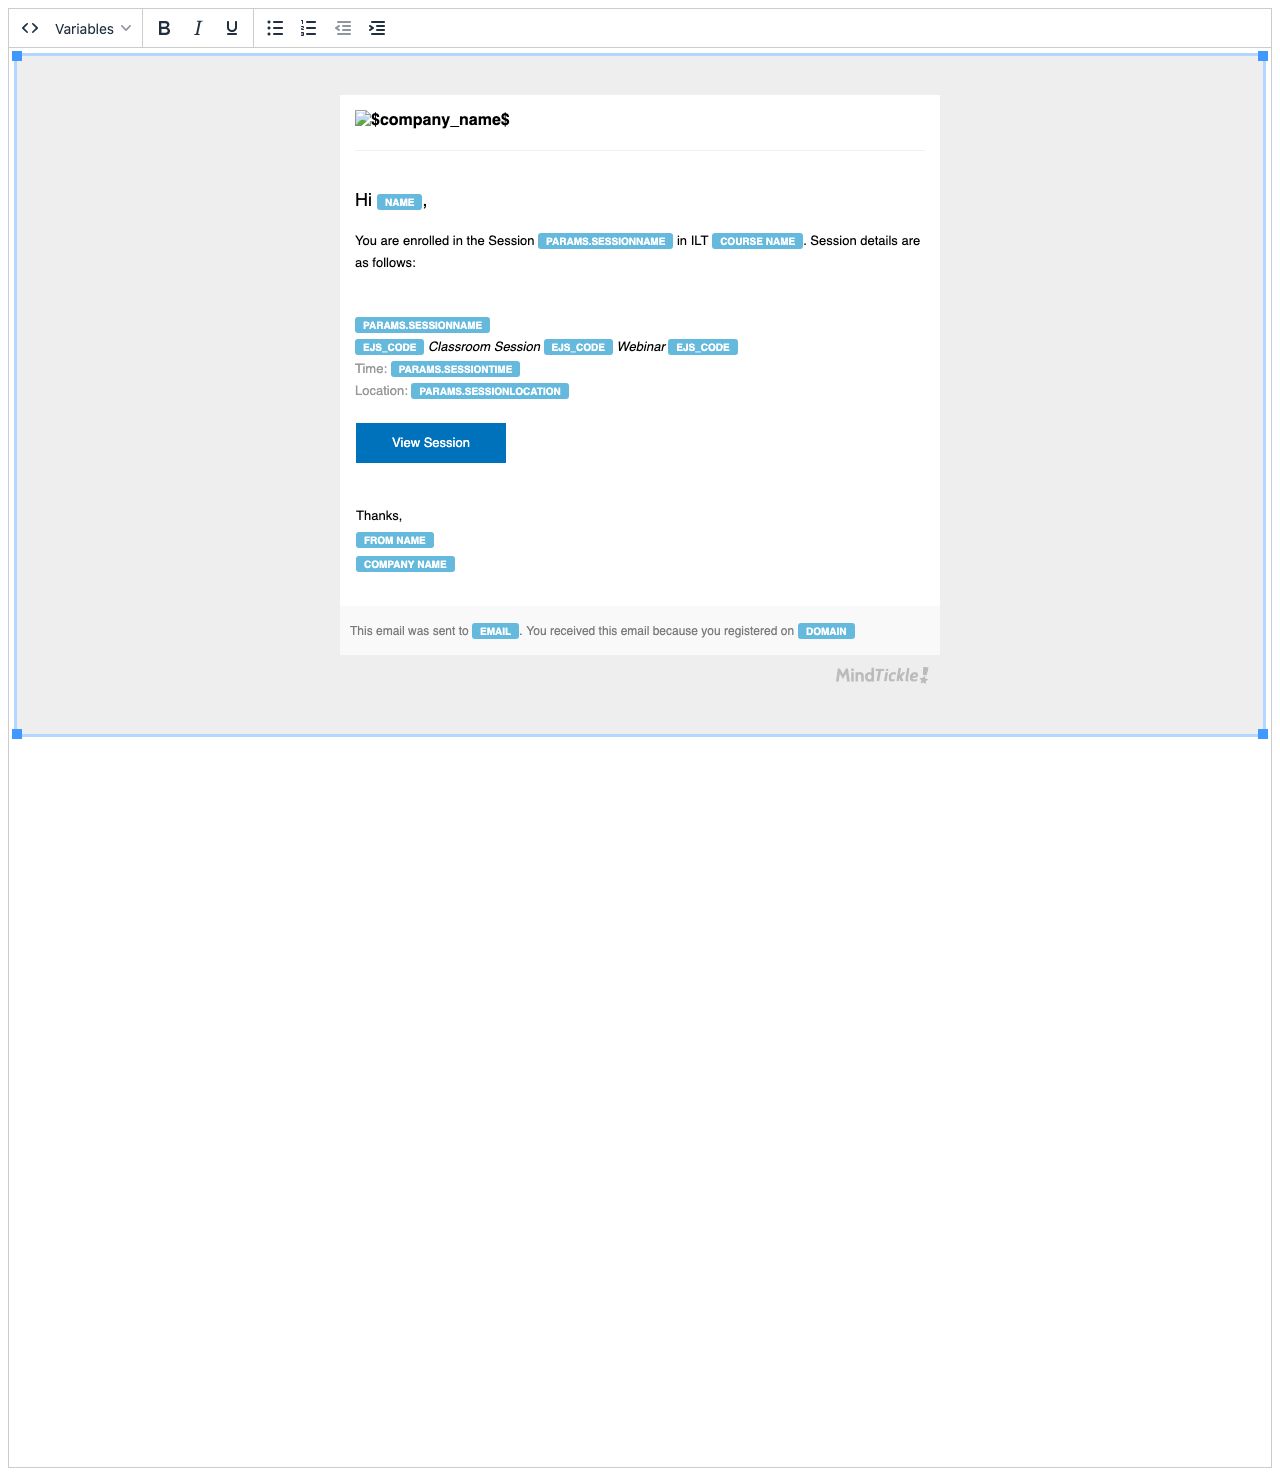 Variables B I U
$company_name$
Hi NAME,
You are enrolled in the Session PARAMS.SESSIONNAME in ILT COURSE NAME. Session details are
as follows:
PARAMS.SESSIONNAME
EJS_CODE Classroom Session EJS_CODE Webinar EJS_CODE
Time: PARAMS.SESSIONTIME
Location: PARAMS.SESSIONLOCATION
View Session
Thanks,
FROM NAME
COMPANY NAME
This email was sent to EMAIL. You received this email because you registered on DOMAIN
MindTickle!